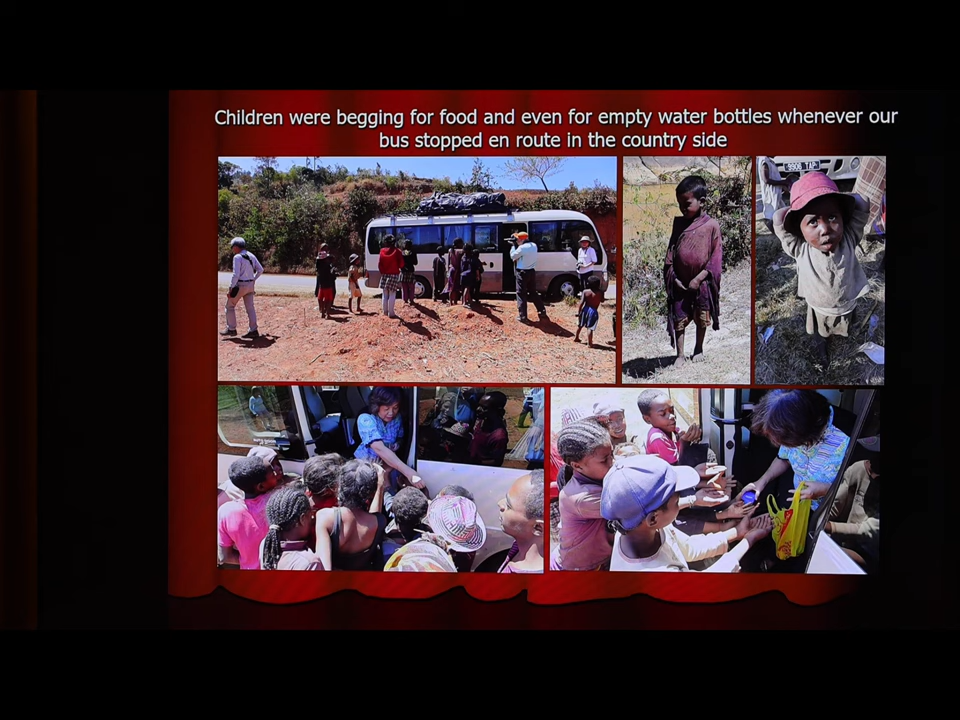 Children were begging for food and even for empty water bottles whenever our
bus stopped en route in the country side